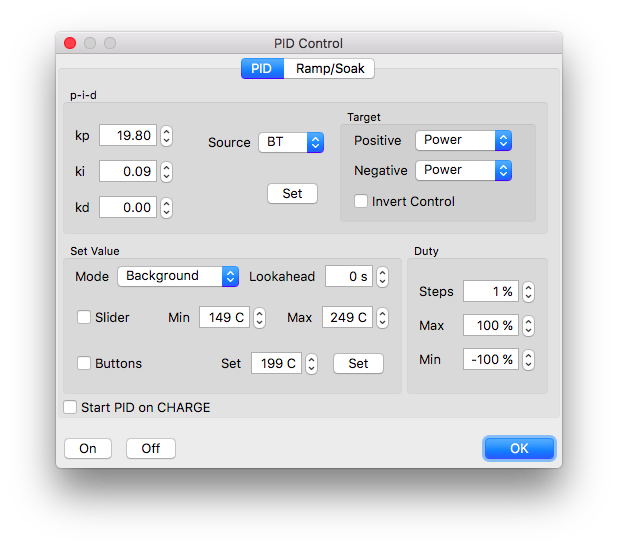 PID Control
PID Ramp/Soak
p-i-d
kp 19.80
ki 0.09
kd 0.00
Source BT
Set
Target
Positive Power
Negative Power
Invert Control
Set Value
Mode Background Lookahead 0 s
Slider Min 149 C Max 249 C
Buttons Set 199 C Set
Duty
Steps 1 %
Max 100 %
Min -100 %
Start PID on CHARGE
On Off OK